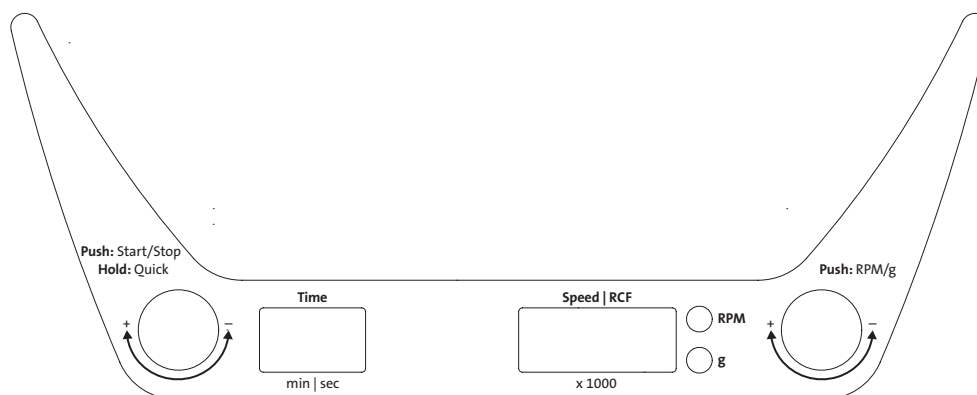 Push: Start/Stop
Hold: Quick
Push: RPM/g
Time
Speed | RCF
+
–
RPM
+
–
g
min | sec
x 1000